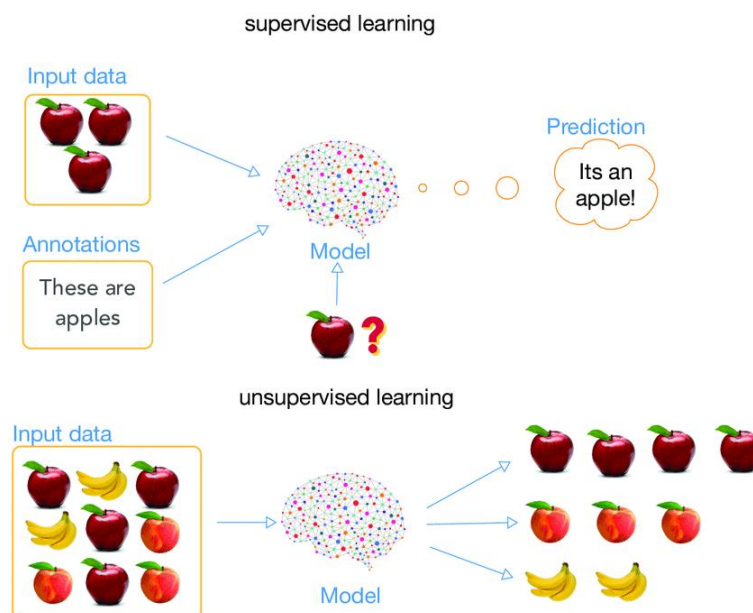 supervised learning
Input data
Prediction
Its an
apple!
Annotations
Model
These are
apples
?
unsupervised learning
Input data
Model